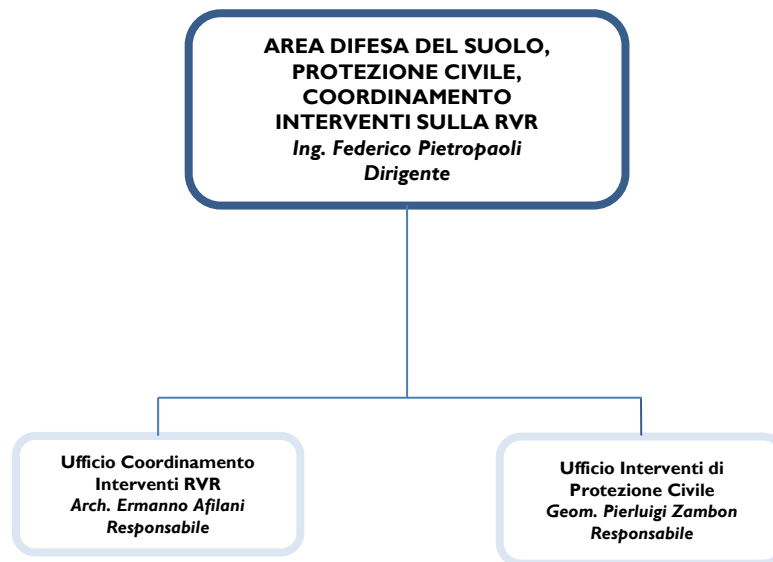 AREA DIFESA DEL SUOLO,
PROTEZIONE CIVILE,
COORDINAMENTO
INTERVENTI SULLA RVR
Ing. Federico Pietropaoli
Dirigente
Ufficio Coordinamento
Interventi RVR
Arch. Ermanno Afilani
Responsabile
Ufficio Interventi di
Protezione Civile
Geom. Pierluigi Zambon
Responsabile